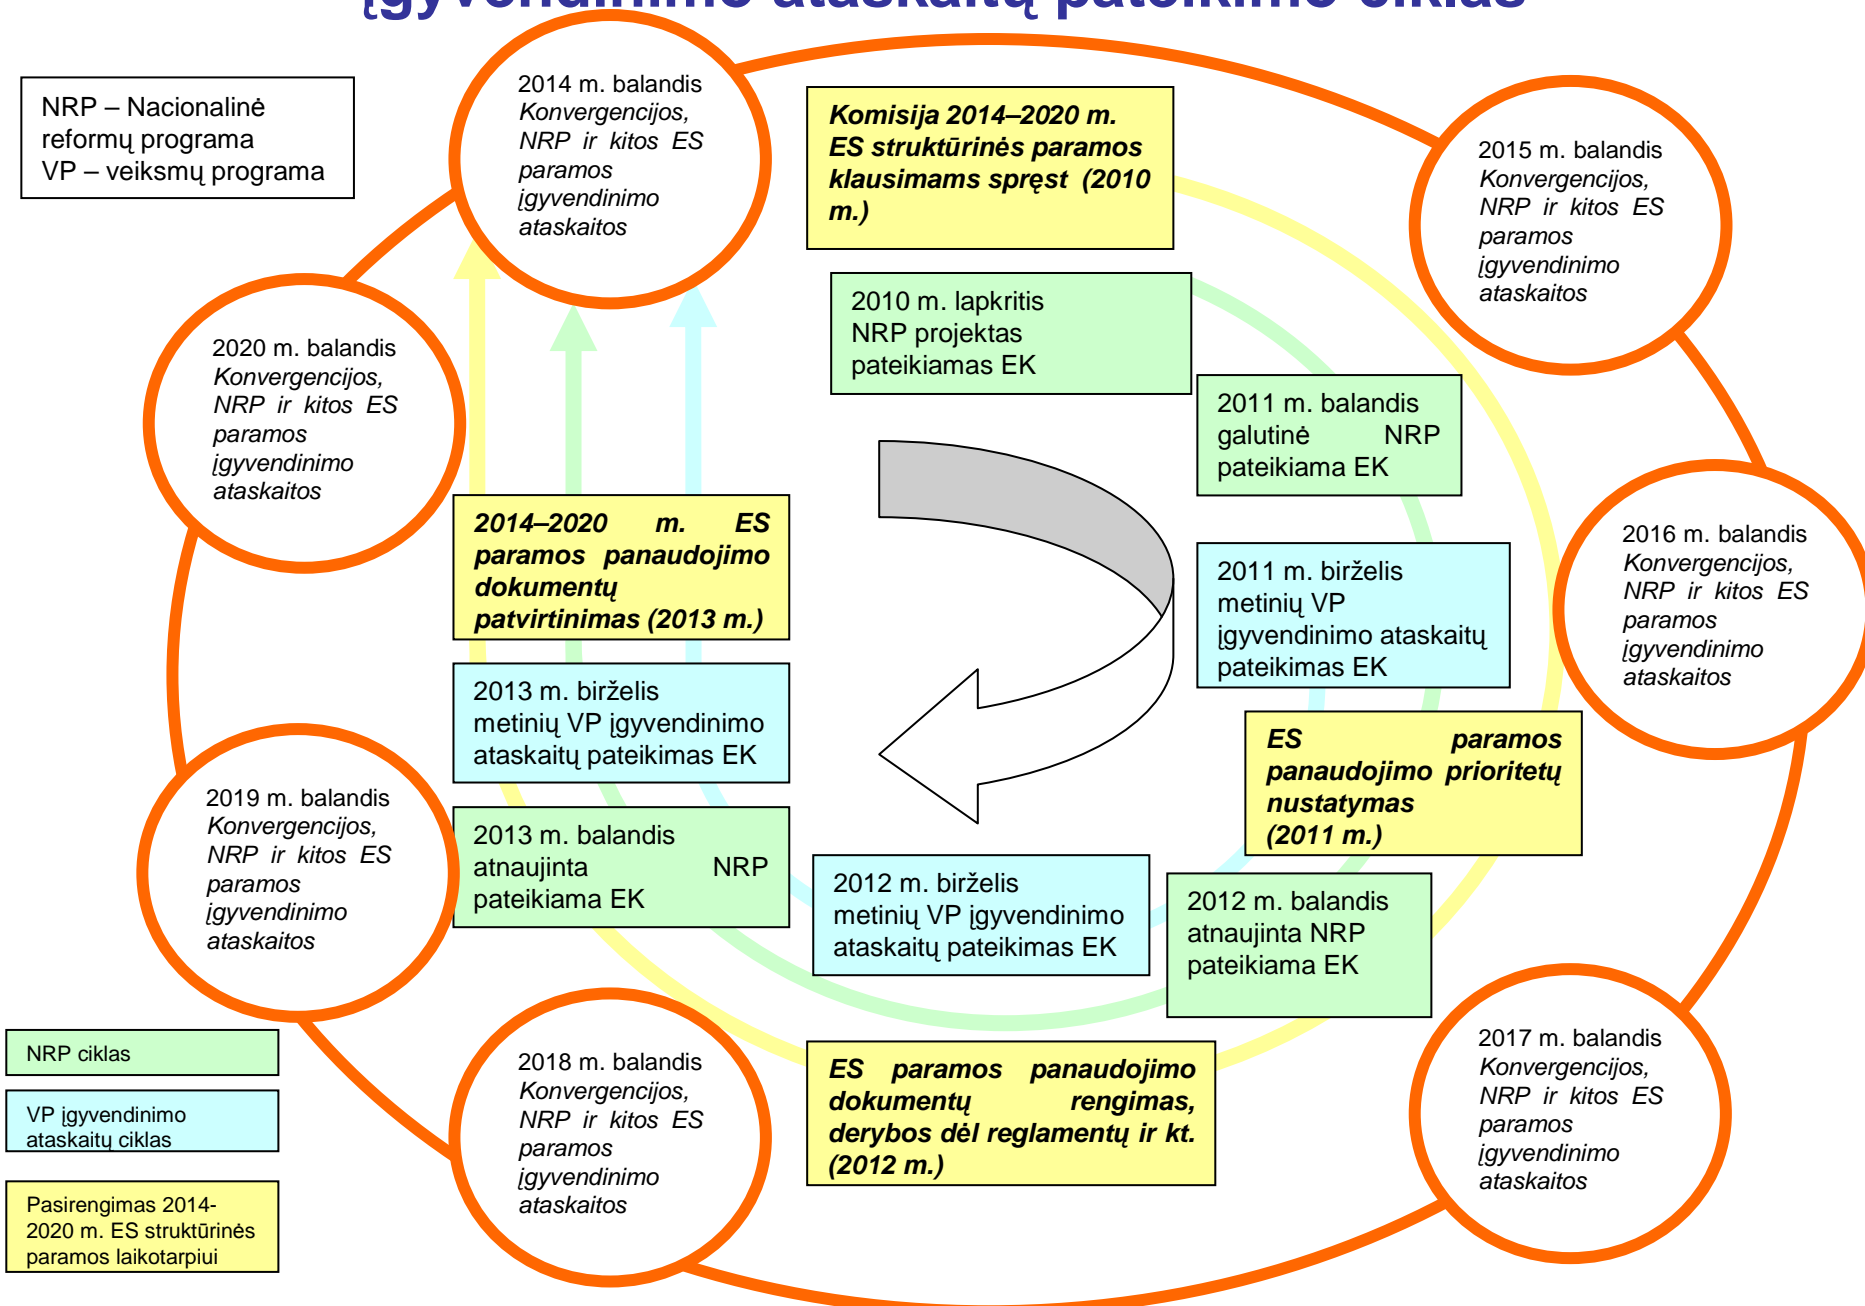 įgyvendinimo ataskaitų pateikimo ciklas
NRP – Nacionalinė
reformų programa
VP – veiksmų programa
2014 m. balandis
Konvergencijos,
NRP ir kitos ES
paramos
įgyvendinimo
ataskaitos
Komisija 2014–2020 m.
ES struktūrinės paramos
klausimams spręst (2010
m.)
2015 m. balandis
Konvergencijos,
NRP ir kitos ES
paramos
įgyvendinimo
ataskaitos
2010 m. lapkritis
NRP projektas
pateikiamas EK
2020 m. balandis
Konvergencijos,
NRP ir kitos ES
paramos
įgyvendinimo
ataskaitos
2011 m. balandis
galutinė NRP
pateikiama EK
2014–2020 m. ES
paramos panaudojimo
dokumentų
patvirtinimas (2013 m.)
2011 m. birželis
metinių VP
įgyvendinimo ataskaitų
pateikimas EK
2016 m. balandis
Konvergencijos,
NRP ir kitos ES
paramos
įgyvendinimo
ataskaitos
2013 m. birželis
metinių VP įgyvendinimo
ataskaitų pateikimas EK
ES paramos
panaudojimo prioritetų
nustatymas
(2011 m.)
2019 m. balandis
Konvergencijos,
NRP ir kitos ES
paramos
įgyvendinimo
ataskaitos
2013 m. balandis
atnaujinta NRP
pateikiama EK
2012 m. birželis
metinių VP įgyvendinimo
ataskaitų pateikimas EK
2012 m. balandis
atnaujinta NRP
pateikiama EK
NRP ciklas
VP įgyvendinimo
ataskaitų ciklas
Pasirengimas 2014-
2020 m. ES struktūrinės
paramos laikotarpiui
2018 m. balandis
Konvergencijos,
NRP ir kitos ES
paramos
įgyvendinimo
ataskaitos
ES paramos panaudojimo
dokumentų rengimas,
derybos dėl reglamentų ir kt.
(2012 m.)
2017 m. balandis
Konvergencijos,
NRP ir kitos ES
paramos
įgyvendinimo
ataskaitos